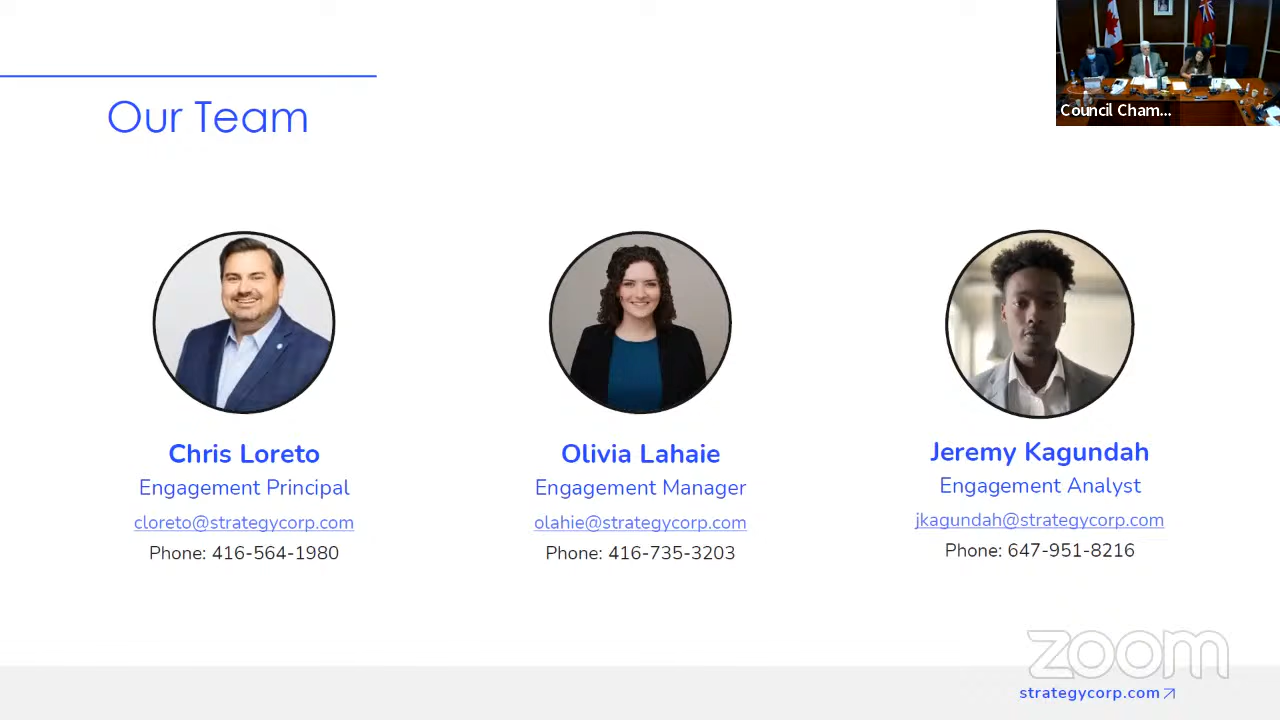 Council Cham...
Our Team
Chris Loreto
Engagement Principal
cloreto@strategycorp.com
Phone: 416-564-1980
Olivia Lahaie
Engagement Manager
olahie@strategycorp.com
Phone: 416-735-3203
Jeremy Kagundah
Engagement Analyst
jkagundah@strategycorp.com
Phone: 647-951-8216
zoom
strategycorp.com